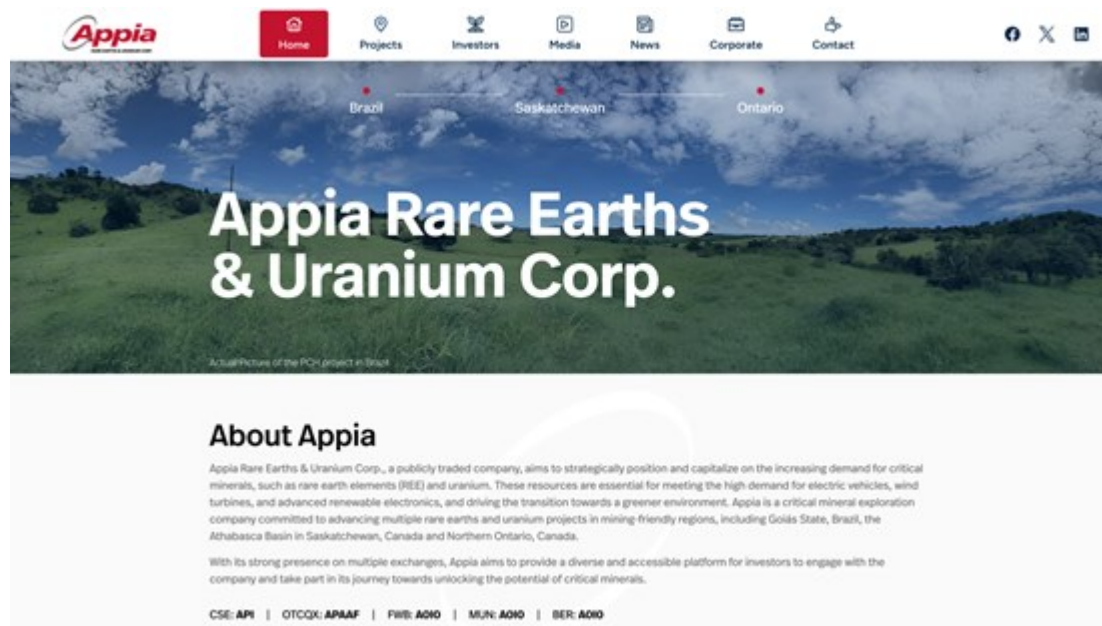 Appia
RARE EARTHS & URANIUM CORP.
Home
Projects
Investors
Media
News
Corporate
Contact
Brazil
Saskatchewan
Ontario
Appia Rare Earths
& Uranium Corp.
Actual Picture of the PCH project in Brazil
About Appia
Appia Rare Earths & Uranium Corp., a publicly traded company, aims to strategically position and capitalize on the increasing demand for critical
minerals, such as rare earth elements (REE) and uranium. These resources are essential for meeting the high demand for electric vehicles, wind
turbines, and advanced renewable electronics, and driving the transition towards a greener environment. Appia is a critical mineral exploration
company committed to advancing multiple rare earths and uranium projects in mining-friendly regions, including Goiás State, Brazil, the
Athabasca Basin in Saskatchewan, Canada and Northern Ontario, Canada.
With its strong presence on multiple exchanges, Appia aims to provide a diverse and accessible platform for investors to engage with the
company and take part in its journey towards unlocking the potential of critical minerals.
CSE: API | OTCQX: APAAF | FWB: A0I0 | MUN: A0I0 | BER: A0I0